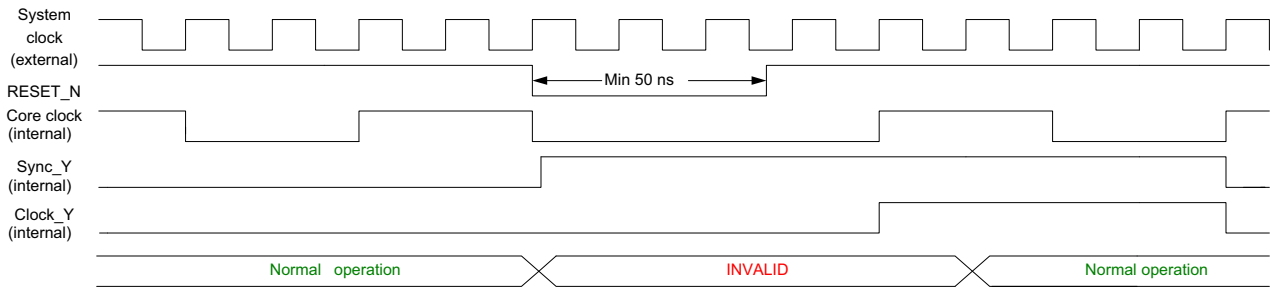 System
clock
(external)
RESET_N
Min 50 ns
Core clock
(internal)
Sync_Y
(internal)
Clock_Y
(internal)
Normal operation
INVALID
Normal operation